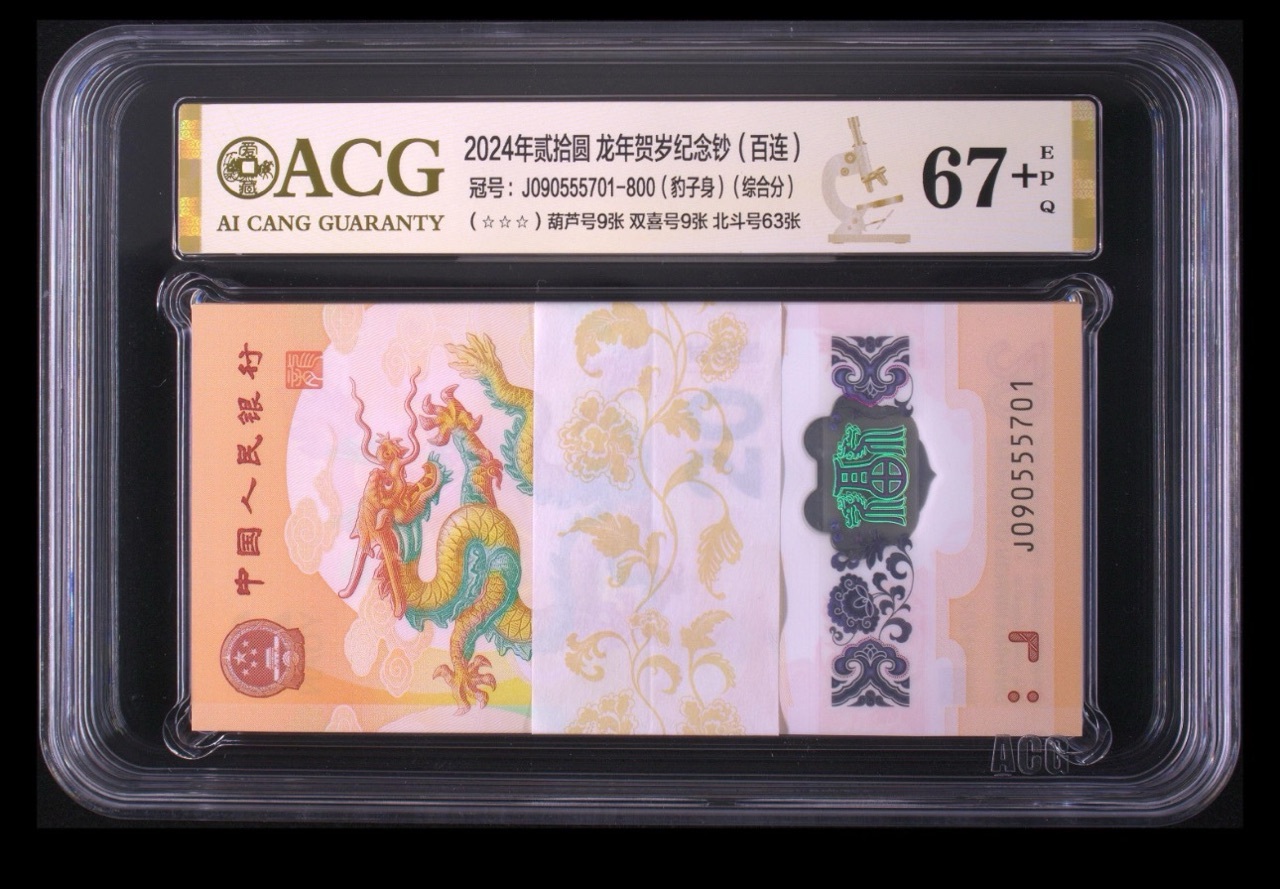 ACG
AI CANG GUARANTY
2024年贰拾圆 龙年贺岁纪念钞（百连）
冠号：J090555701-800（豹子身）（综合分）
（☆☆☆）葫芦号9张 双喜号9张 北斗号63张
67+
EPQ
中国人民银行
J090555701
ACG